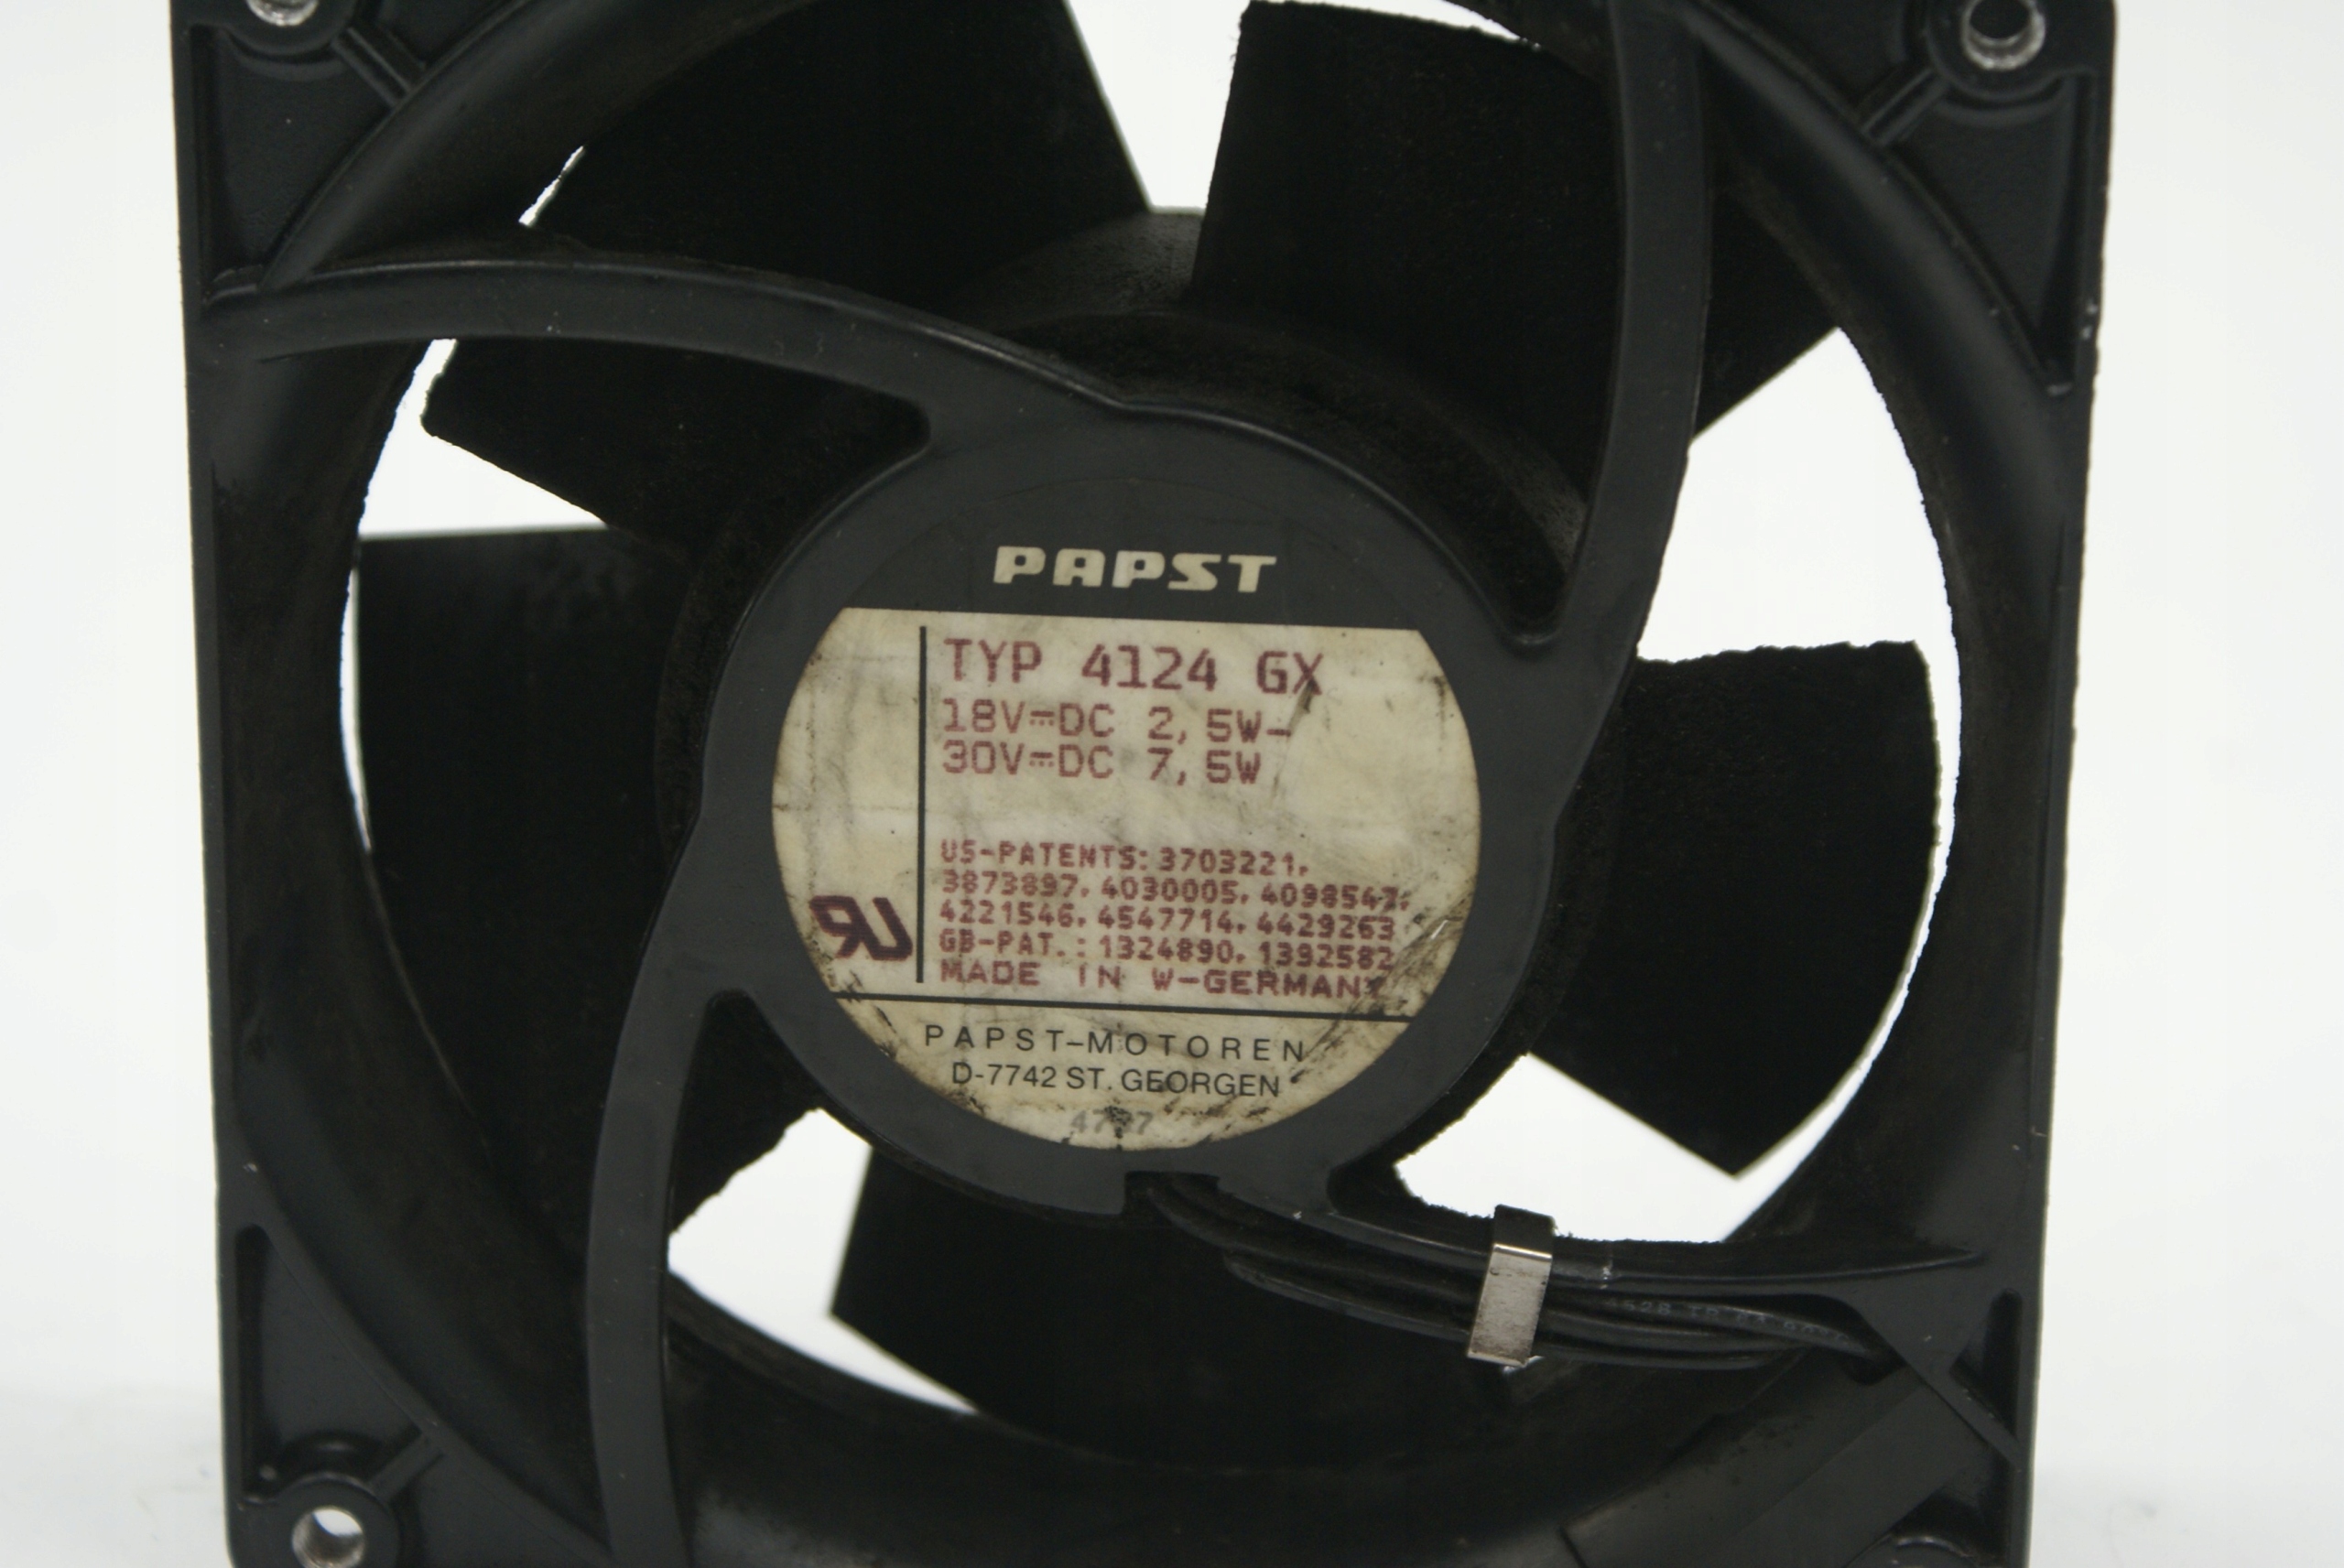 PAPST
TYP 4124 GX
18V⎓DC 2,5W-
30V⎓DC 7,5W
US-PATENTS: 3703221,
3873897, 4030005, 4098547,
4221546, 4547714, 4429263
GB-PAT.: 1324890, 1392582
MADE IN W-GERMANY
PAPST-MOTOREN
D-7742 ST. GEORGEN